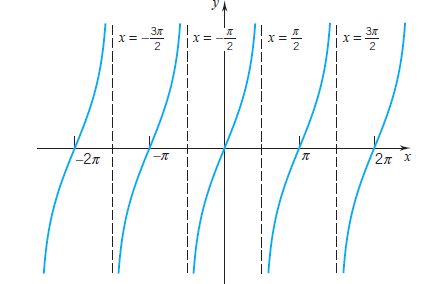 y
x = -3π/2 x = -π/2 x = π/2 x = 3π/2
-2π -π π 2π x